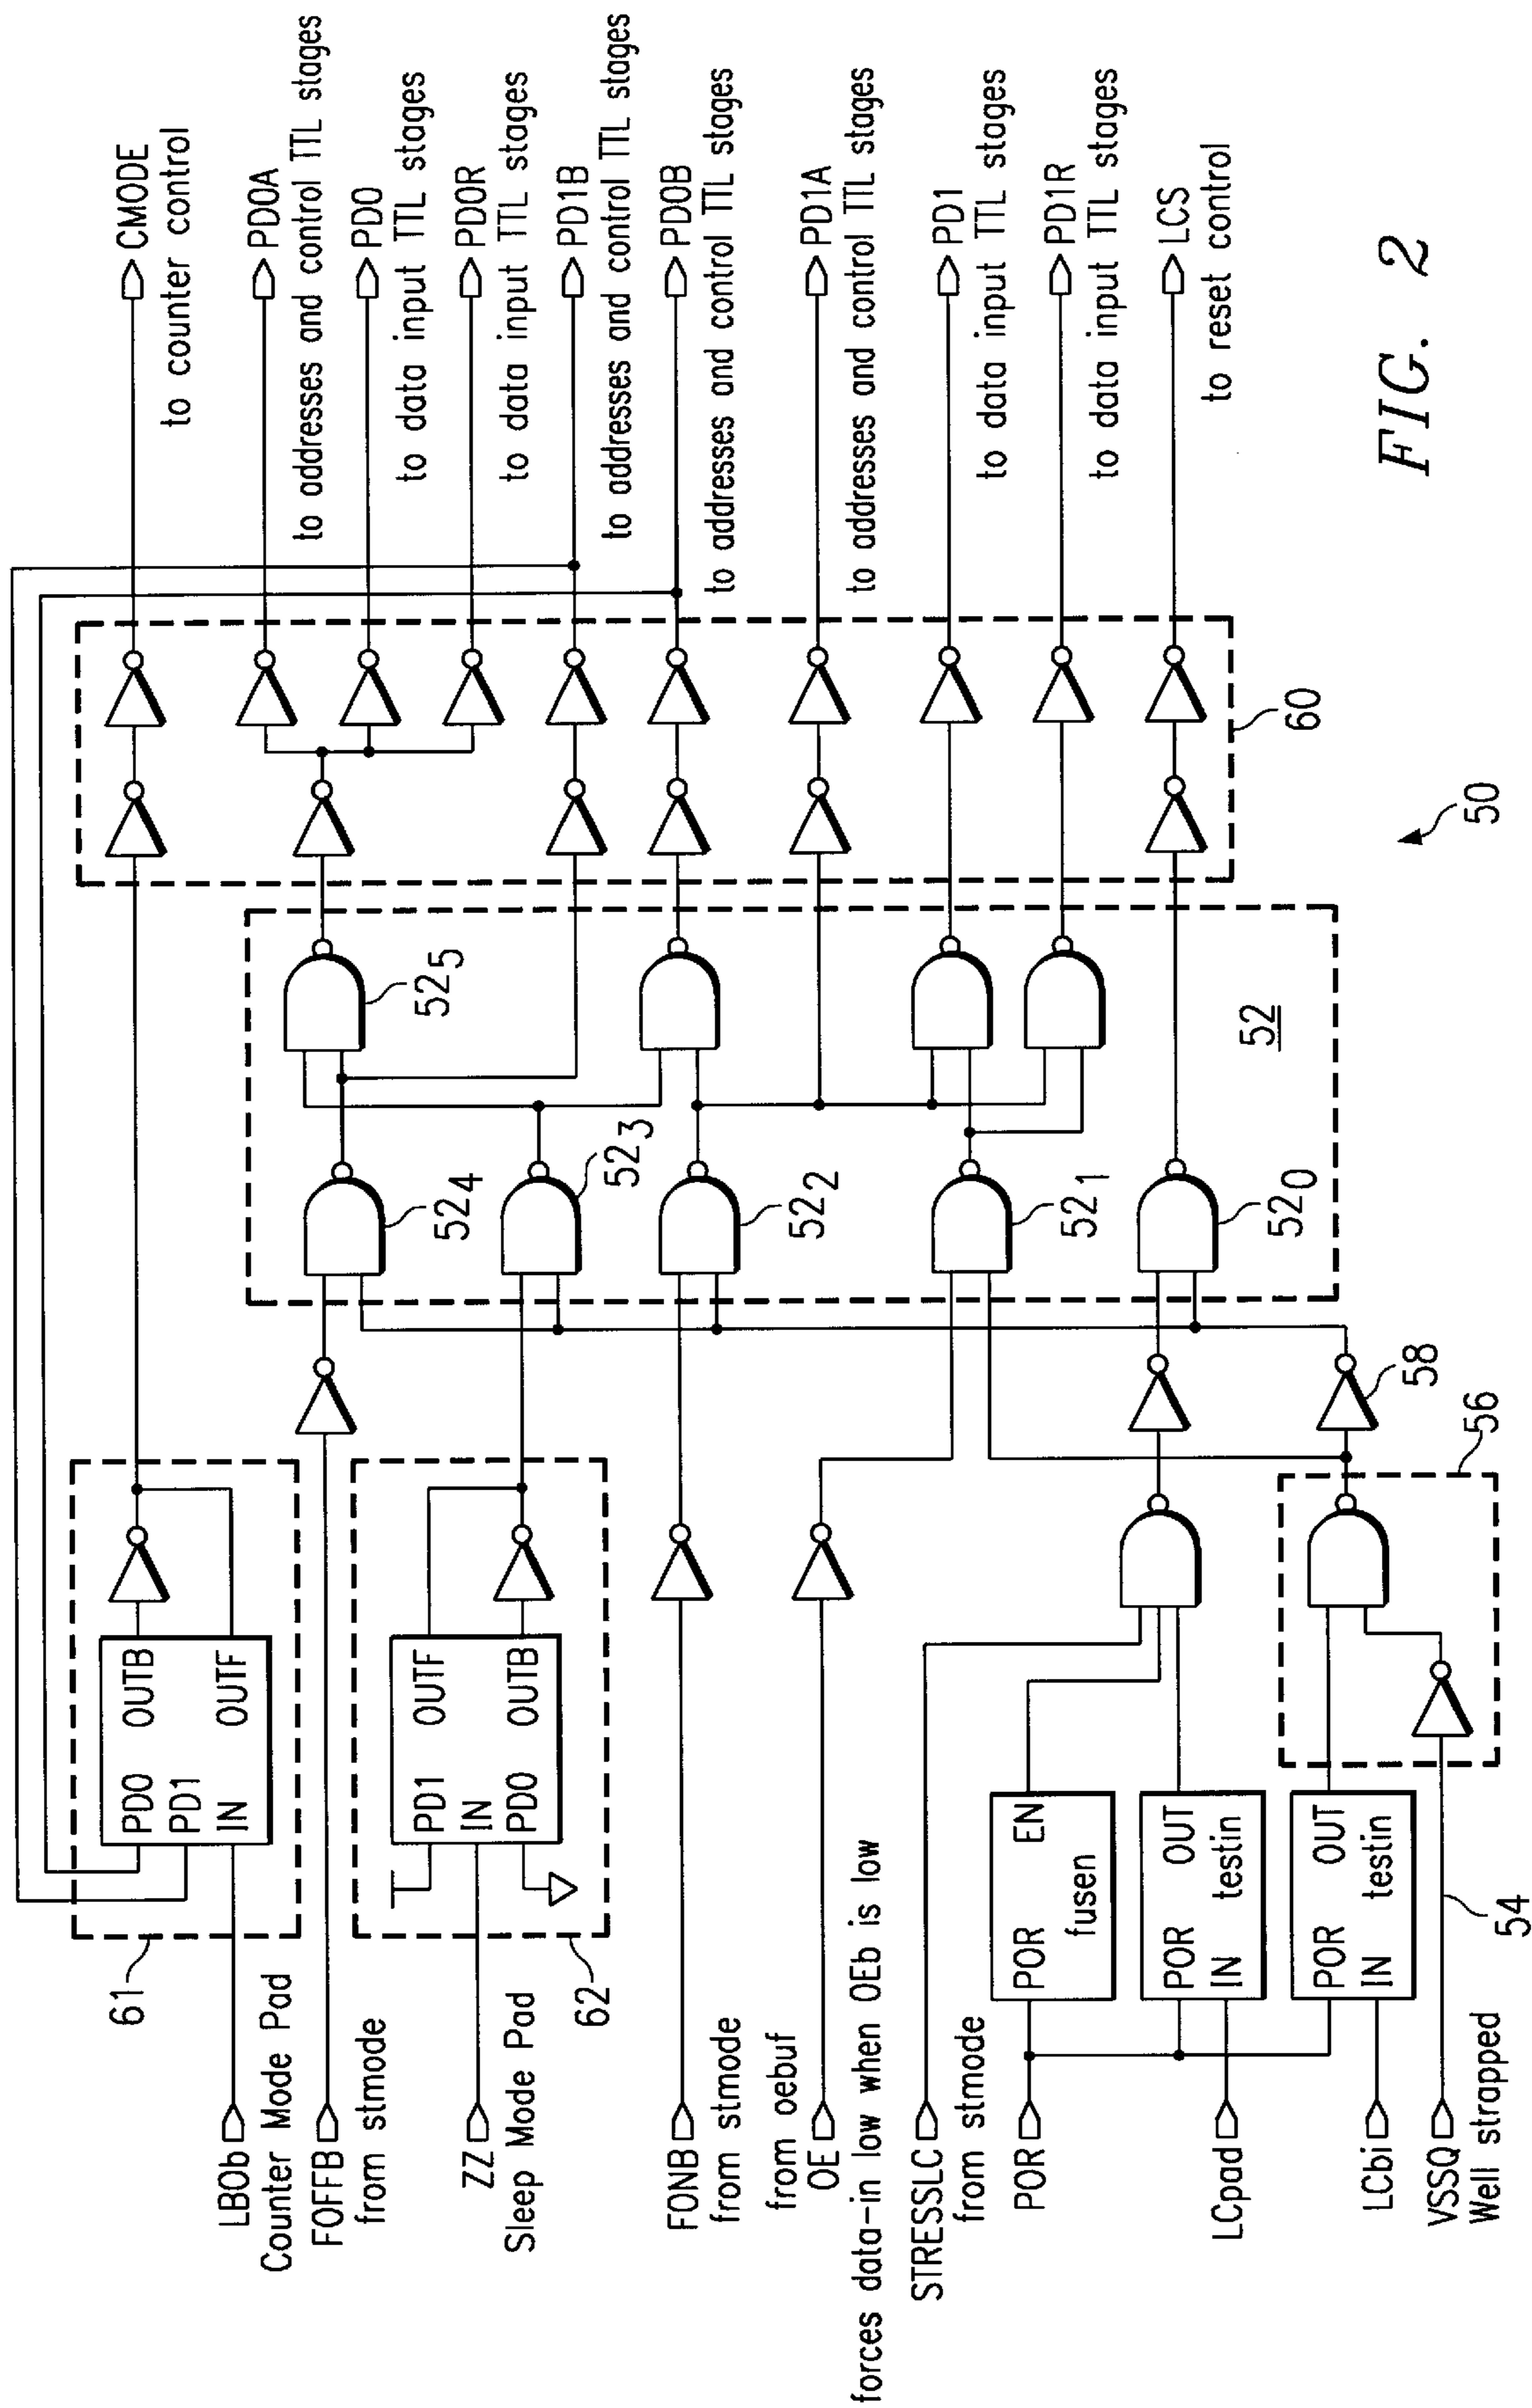 LBOb
Counter Mode Pad
FOFFB
from stmode
ZZ
Sleep Mode Pad
FONB
from stmode
from oebuf
OE
forces data-in low when OEb is low
STRESSLC
from stmode
POR
LCpad
LCbi
VSSQ
Well strapped
61
PD0 OUTB
PD1
IN OUTF
62
PD1 OUTF
IN
PD0 OUTB
POR EN
fusen
POR OUT
IN testin
POR OUT
IN testin
54
56
58
52₄
52₃
52₂
52₁
52₀
52₅
52
60
50
CMODE
to counter control
PD0A
to addresses and control TTL stages
PD0
to data input TTL stages
PD0R
to data input TTL stages
PD1B
to addresses and control TTL stages
PD0B
to addresses and control TTL stages
PD1A
to addresses and control TTL stages
PD1
to data input TTL stages
PD1R
to data input TTL stages
LCS
to reset control
FIG. 2